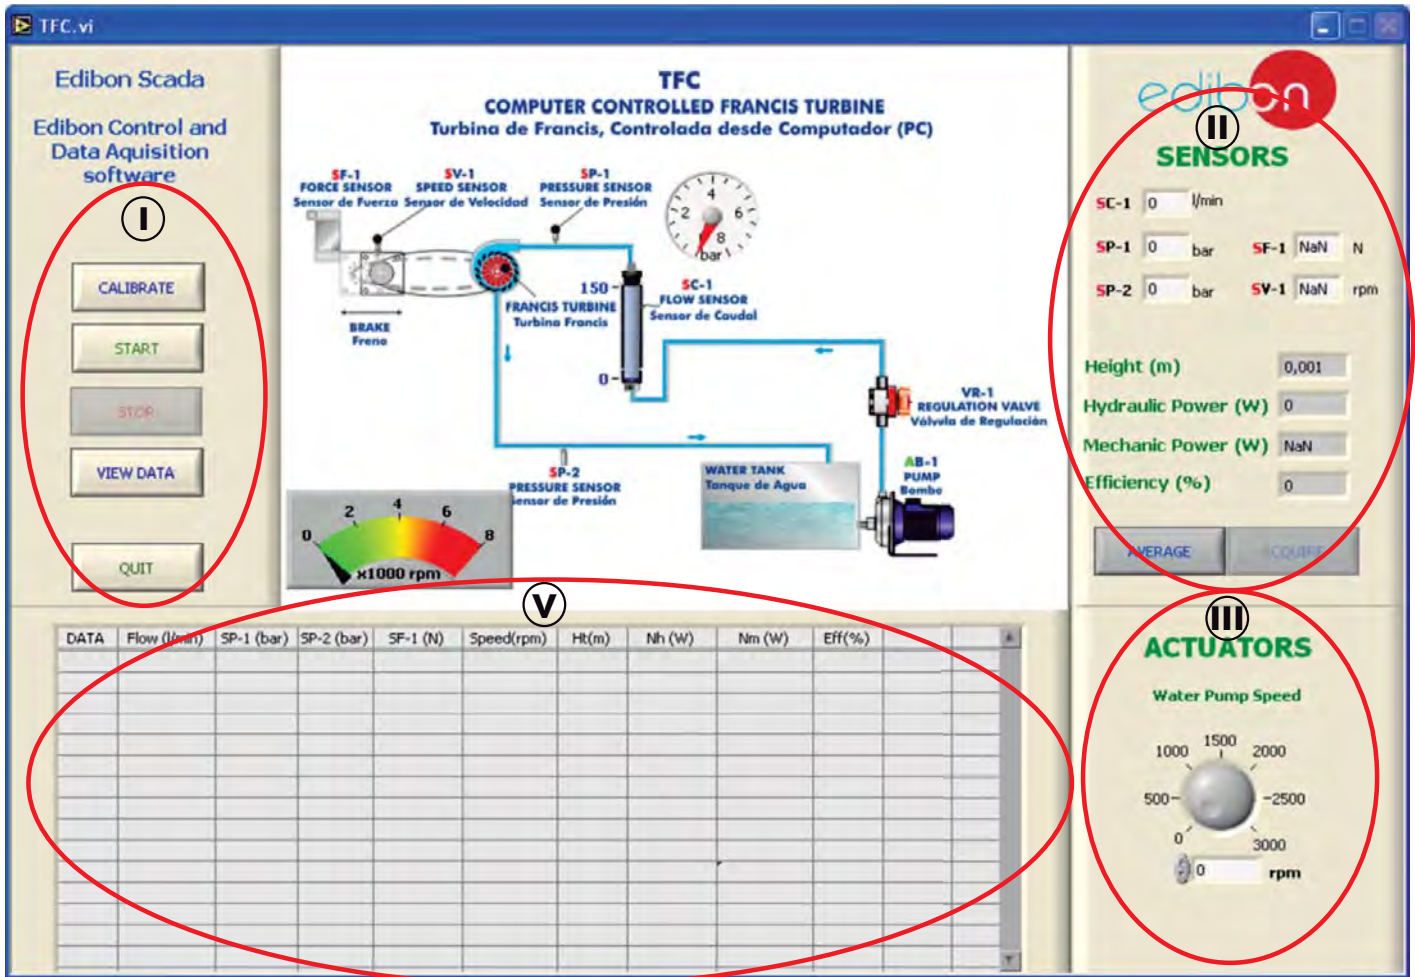 TFC.vi
Edibon Scada
Edibon Control and
Data Aquisition
software
I
CALIBRATE
START
STOP
VIEW DATA
QUIT
TFC
COMPUTER CONTROLLED FRANCIS TURBINE
Turbina de Francis, Controlada desde Computador (PC)
SF-1
FORCE SENSOR
Sensor de Fuerza
SV-1
SPEED SENSOR
Sensor de Velocidad
SP-1
PRESSURE SENSOR
Sensor de Presión
2
4
6
8
bar
BRAKE
Freno
FRANCIS TURBINE
Turbina Francis
150
0
SC-1
FLOW SENSOR
Sensor de Caudal
VR-1
REGULATION VALVE
Válvula de Regulación
SP-2
PRESSURE SENSOR
Sensor de Presión
WATER TANK
Tanque de Agua
AB-1
PUMP
Bomba
0
2
4
6
8
x1000 rpm
edibon
II
SENSORS
SC-1 0 l/min
SP-1 0 bar SF-1 NaN N
SP-2 0 bar SV-1 NaN rpm
Height (m) 0,001
Hydraulic Power (W) 0
Mechanic Power (W) NaN
Efficiency (%) 0
AVERAGE ACQUIRE
V
DATA Flow (l/min) SP-1 (bar) SP-2 (bar) SF-1 (N) Speed(rpm) Ht(m) Nh (W) Nm (W) Eff(%)
III
ACTUATORS
Water Pump Speed
0
500
1000
1500
2000
2500
3000
0 rpm